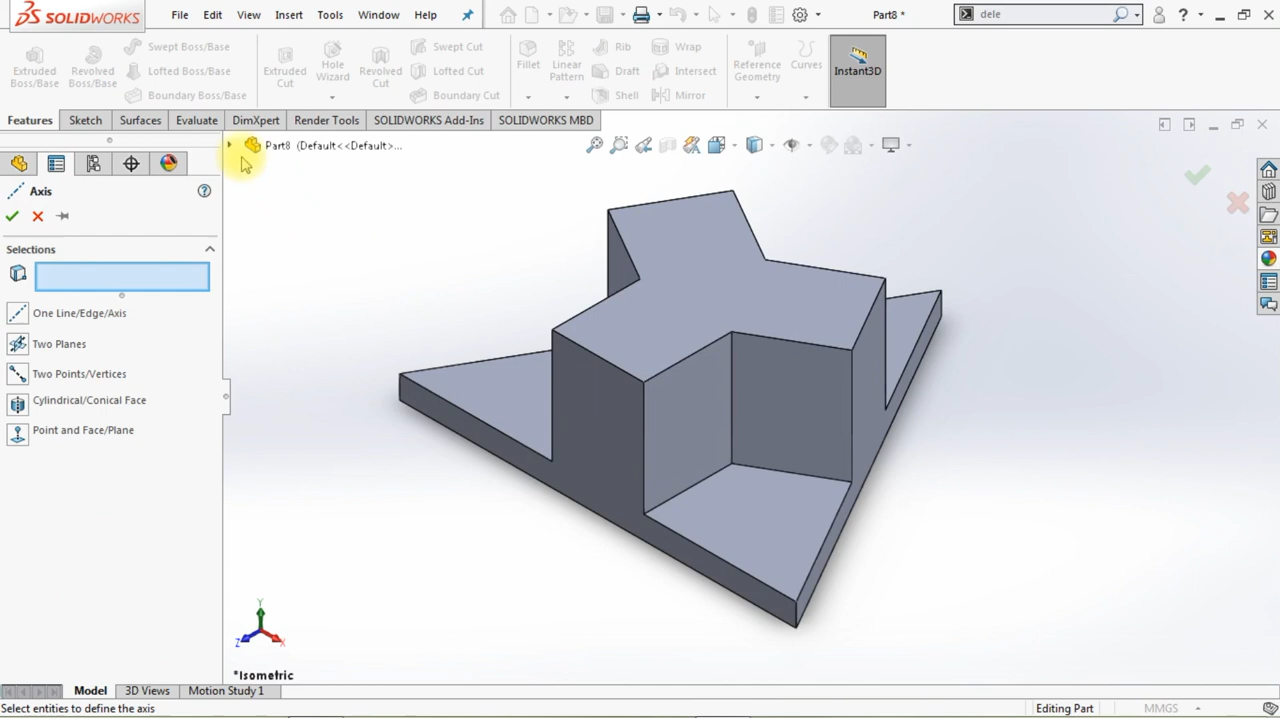 SOLIDWORKS File Edit View Insert Tools Window Help Part8 * dele ?
Extruded Boss/Base Revolved Boss/Base Swept Boss/Base Lofted Boss/Base Boundary Boss/Base Extruded Cut Hole Wizard Revolved Cut Swept Cut Lofted Cut Boundary Cut Fillet Linear Pattern Rib Draft Shell Wrap Intersect Mirror Reference Geometry Curves Instant3D
Features Sketch Surfaces Evaluate DimXpert Render Tools SOLIDWORKS Add-Ins SOLIDWORKS MBD
Part8 (Default<<Default>...
Axis ?
Selections
One Line/Edge/Axis
Two Planes
Two Points/Vertices
Cylindrical/Conical Face
Point and Face/Plane
Y
Z X
*Isometric
Model 3D Views Motion Study 1
Select entities to define the axis Editing Part MMGS